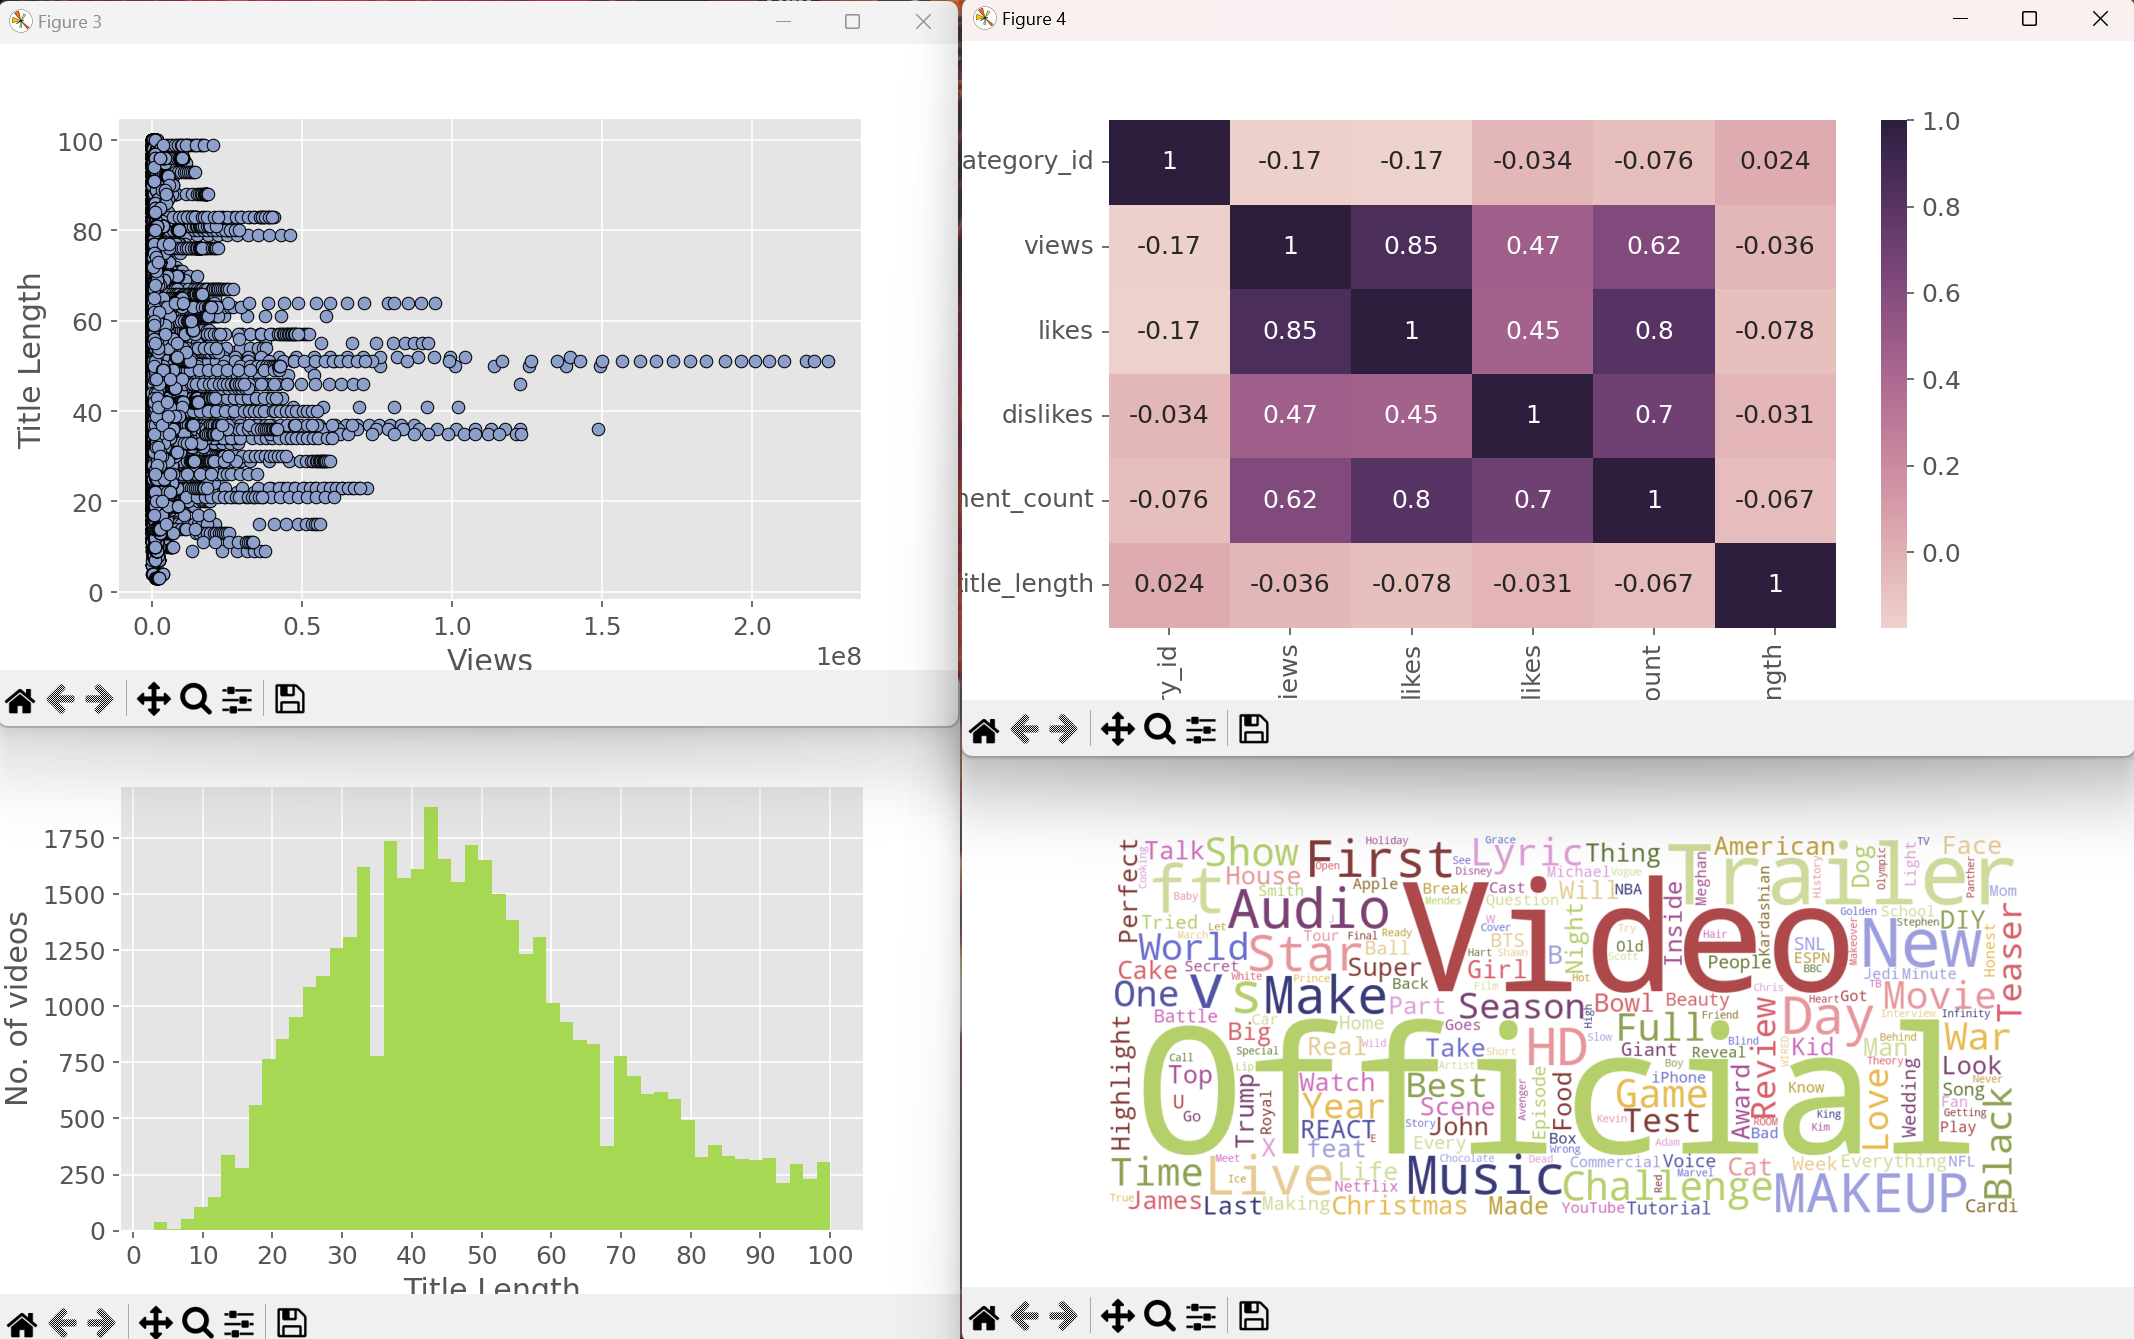 Figure 3
100
80
60
40
20
0
Title Length
0.0 0.5 1.0 1.5 2.0
1e8
Views
Figure 4
ategory_id 1 -0.17 -0.17 -0.034 -0.076 0.024
views -0.17 1 0.85 0.47 0.62 -0.036
likes -0.17 0.85 1 0.45 0.8 -0.078
dislikes -0.034 0.47 0.45 1 0.7 -0.031
ent_count -0.076 0.62 0.8 0.7 1 -0.067
itle_length 0.024 -0.036 -0.078 -0.031 -0.067 1
ry_id iews likes likes ount ngth
1.0
0.8
0.6
0.4
0.2
0.0
1750
1500
1250
1000
750
500
250
0
No. of videos
0 10 20 30 40 50 60 70 80 90 100
Title Length
Perfect
Cooking
Talk
Show
First
Holiday
Open
See
Grace
Disney
Lyric
Thing
Michael
Vogue
Trailer
American
TV
Face
Dog
Olympic
Light
Panther
Mom
History
Meghan
Kardashian
ft
House
Smith
Baby
Apple
Break
Mendes
Cast
Question
Will
NBA
Inside
Golden
School
Stephen
DIY
Tried
March
Let
Audio
J
Video
W
Cover
BTS
Night
Try
Hair
Old
Scott
SNL
ESPN
BBC
Makeover
New
Honest
Teaser
World
Star
Tour
Final
Ready
Ball
Hart
Shawn
B
People
Jedi
Minute
Cake
Secret
White
Prince
Super
Back
Girl
Film
Hot
Chris
TB
One
vs
Make
Part
Season
High
Bowl
Beauty
Friend
Heart
Got
Movie
Interview
Infinity
Battle
Car
Big
Home
Goes
Slow
Full
Blind
Day
Behind
War
Highlight
Call
Special
Real
Wild
Take
Short
HD
Giant
Reveal
Review
WIRED
Kid
Man
Theory
Look
Official
Top
U
Go
Lip
Trump
Royal
Watch
Year
Artist
Best
Scene
Avenger
Episode
Food
Boy
iPhone
Game
Kevin
Test
Award
Know
ROOM
Bad
King
Kim
Love
Wedding
Never
Song
Fan
Getting
Play
Black
X
REACT
E
feat
Story
John
Every
Box
Wrong
Adam
Time
Meet
Ice
Live
Life
Netflix
Chocolate
Music
Dead
Commercial
Voice
Marvel
Red
Cat
Week
Everything
NFL
Challenge
MAKEUP
True
James
Last
Making
Christmas
Made
YouTube
Tutorial
Cardi